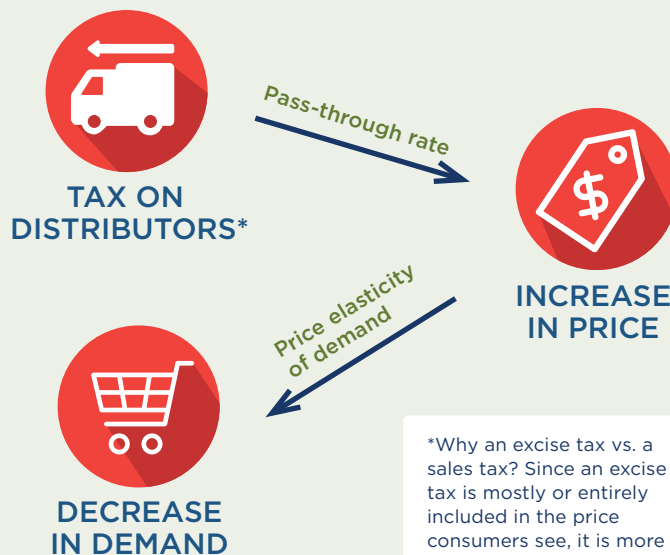 TAX ON
DISTRIBUTORS*
Pass-through rate
$
INCREASE
IN PRICE
Price elasticity
of demand
DECREASE
IN DEMAND
*Why an excise tax vs. a
sales tax? Since an excise
tax is mostly or entirely
included in the price
consumers see, it is more